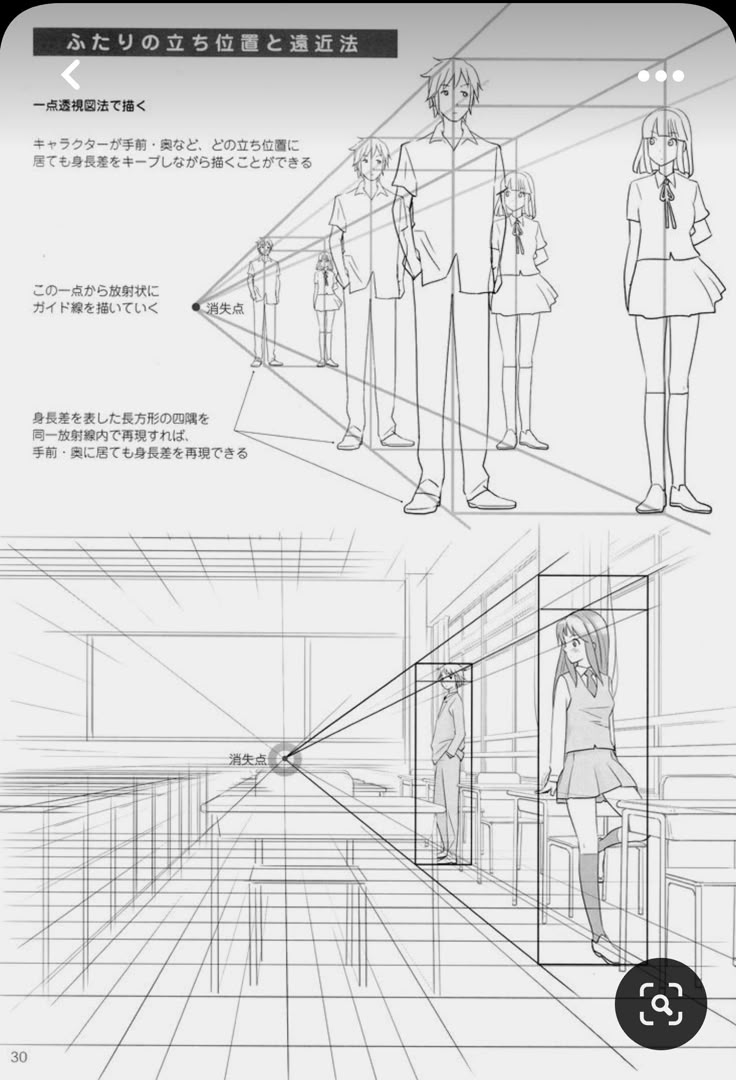 ふたりの立ち位置と遠近法
一点透視図法で描く
キャラクターが手前・奥など、どの立ち位置に
居ても身長差をキープしながら描くことができる
この一点から放射状に
ガイド線を描いていく
消失点
身長差を表した長方形の四隅を
同一放射線内で再現すれば、
手前・奥に居ても身長差を再現できる
消失点
30